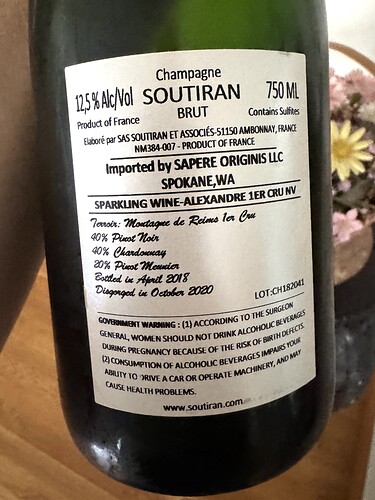 Champagne
12,5 % Alc/Vol SOUTIRAN 750 ML
BRUT
Product of France Contains Sulfites
Elaboré par SAS SOUTIRAN ET ASSOCIÉS-51150 AMBONNAY, FRANCE
NM384-007 - PRODUCT OF FRANCE
Imported by SAPERE ORIGINIS LLC
SPOKANE,WA
SPARKLING WINE-ALEXANDRE 1ER CRU NV
Terroir: Montagne de Reims 1er Cru
40% Pinot Noir
40% Chardonnay
20% Pinot Meunier
Bottled in April 2018
Disgorged in October 2020
LOT:CH182041
GOVERNMENT WARNING : (1) ACCORDING TO THE SURGEON
GENERAL, WOMEN SHOULD NOT DRINK ALCOHOLIC BEVERAGES
DURING PREGNANCY BECAUSE OF THE RISK OF BIRTH DEFECTS.
(2) CONSUMPTION OF ALCOHOLIC BEVERAGES IMPAIRS YOUR
ABILITY TO DRIVE A CAR OR OPERATE MACHINERY, AND MAY
CAUSE HEALTH PROBLEMS.
www.soutiran.com